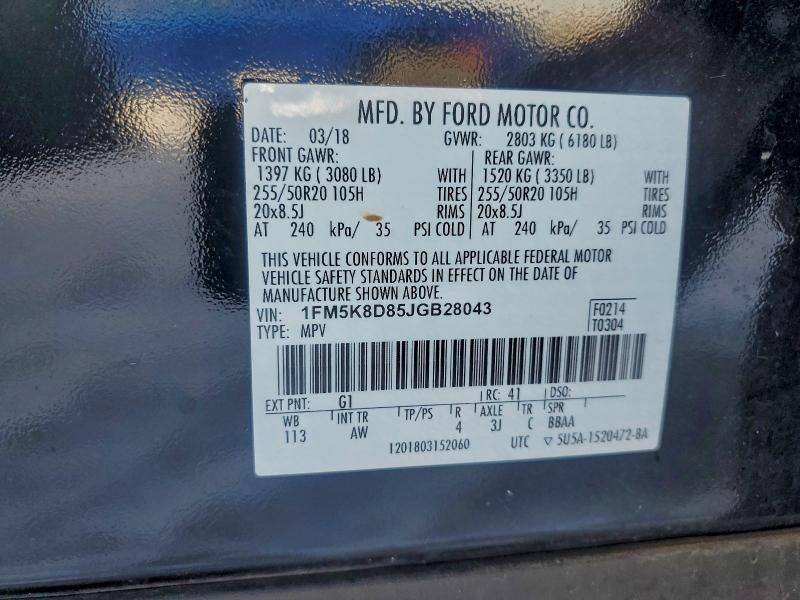 MFD. BY FORD MOTOR CO.
DATE: 03/18 GVWR: 2803 KG ( 6180 LB)
FRONT GAWR: REAR GAWR:
1397 KG ( 3080 LB) WITH 1520 KG ( 3350 LB) WITH
255/50R20 105H TIRES 255/50R20 105H TIRES
20x8.5J RIMS 20x8.5J RIMS
AT 240 kPa/ 35 PSI COLD AT 240 kPa/ 35 PSI COLD
THIS VEHICLE CONFORMS TO ALL APPLICABLE FEDERAL MOTOR
VEHICLE SAFETY STANDARDS IN EFFECT ON THE DATE OF
MANUFACTURE SHOWN ABOVE.
VIN: 1FM5K8D85JGB28043 F0214
TYPE: MPV T0304
EXT PNT: G1 RC: 41 DSO:
WB INT TR TP/PS R AXLE TR SPR
113 AW 4 3J C BBAA
1201803152060 UTC ▽ 5U5A-1520472-BA